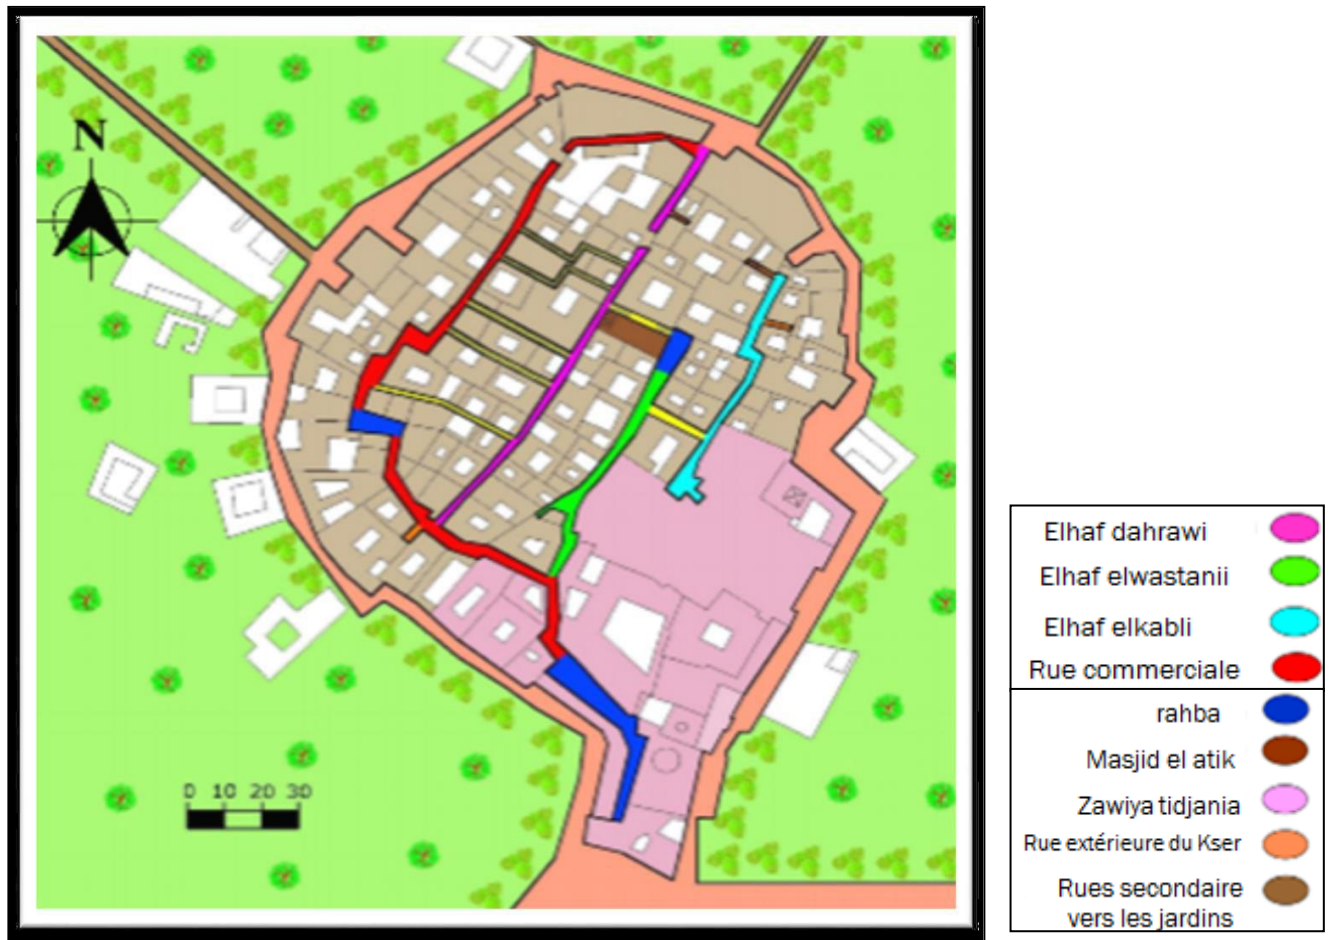 N
0 10 20 30
Elhaf dahrawi
Elhaf elwastanii
Elhaf elkabli
Rue commerciale
rahba
Masjid el atik
Zawiya tidjania
Rue extérieure du Kser
Rues secondaire
vers les jardins